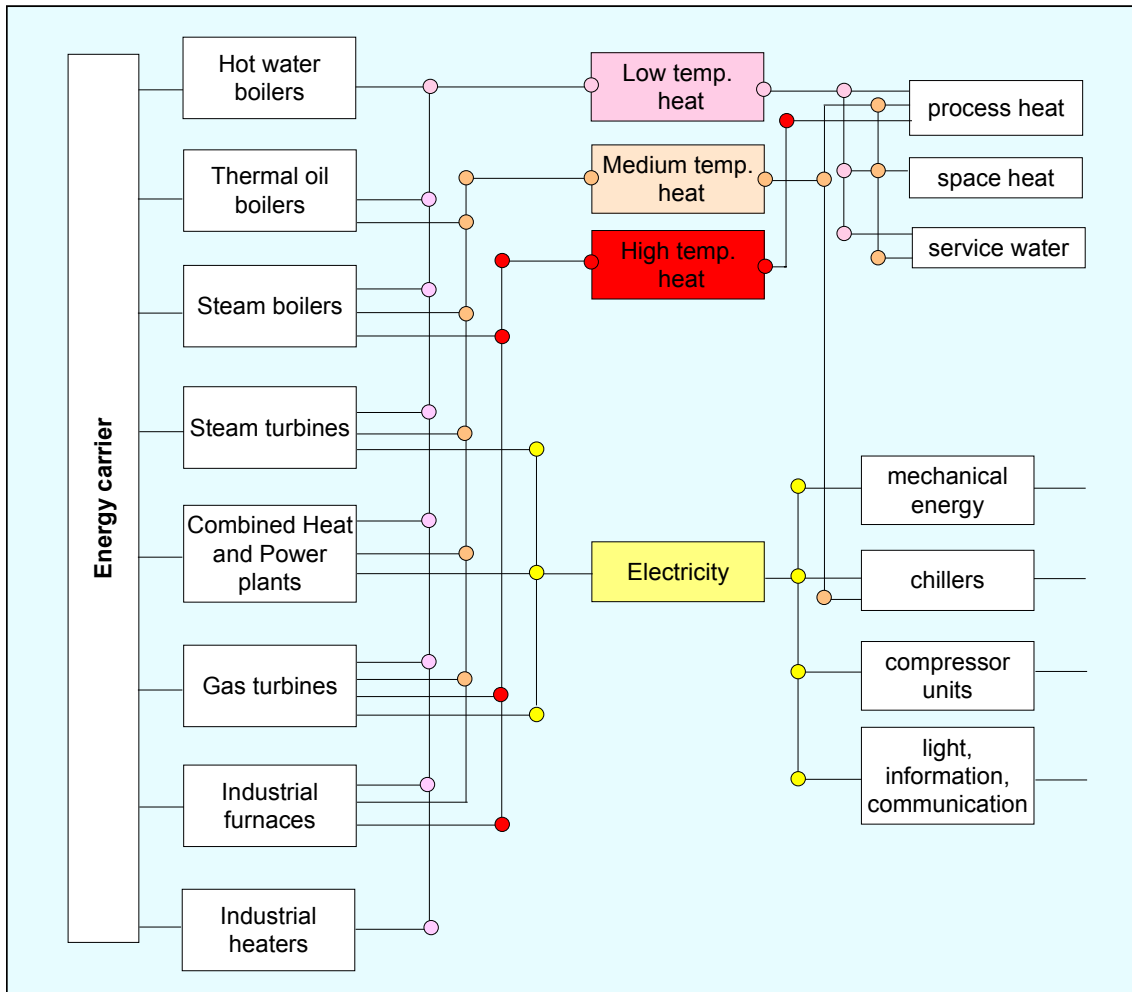 Energy carrier
Hot water
boilers
Thermal oil
boilers
Steam boilers
Steam turbines
Combined Heat
and Power
plants
Gas turbines
Industrial
furnaces
Industrial
heaters
Low temp.
heat
Medium temp.
heat
High temp.
heat
Electricity
process heat
space heat
service water
mechanical
energy
chillers
compressor
units
light,
information,
communication